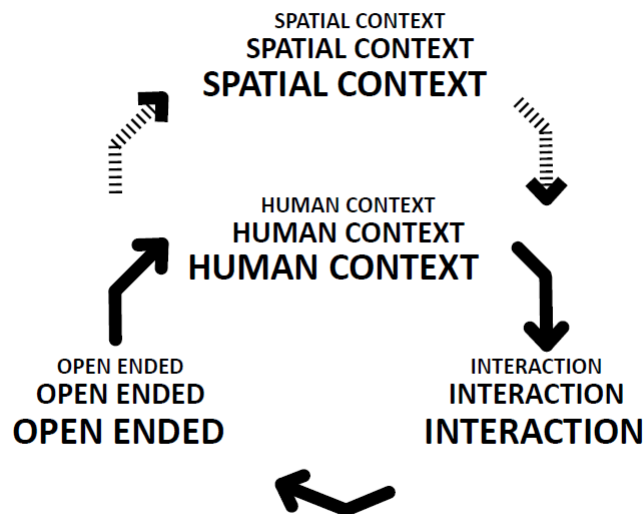 SPATIAL CONTEXT
SPATIAL CONTEXT
SPATIAL CONTEXT
HUMAN CONTEXT
HUMAN CONTEXT
HUMAN CONTEXT
OPEN ENDED
OPEN ENDED
OPEN ENDED
INTERACTION
INTERACTION
INTERACTION